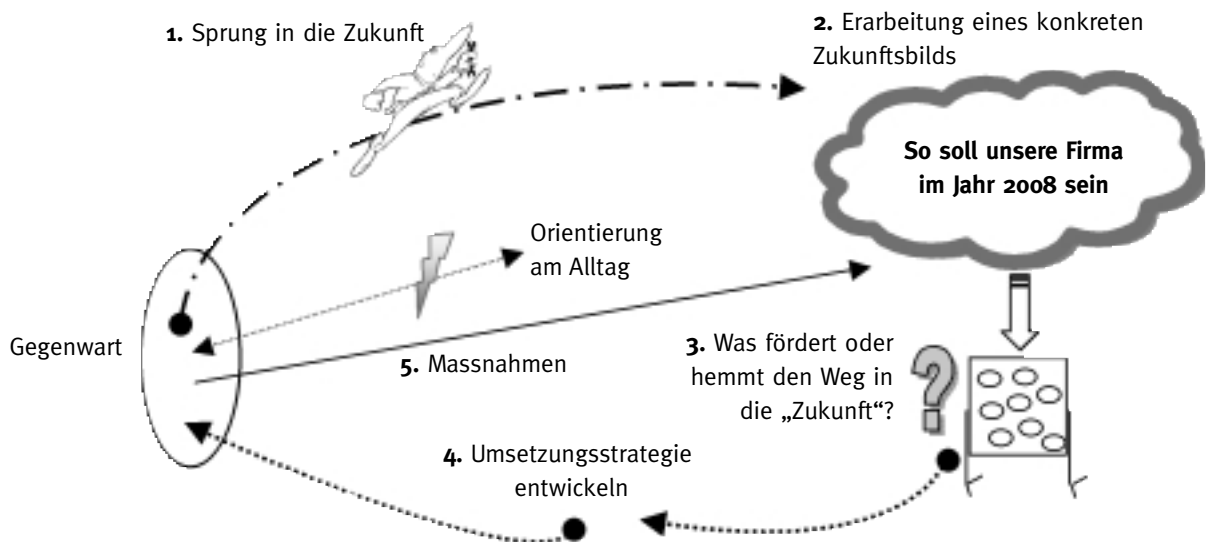 1. Sprung in die Zukunft
2. Erarbeitung eines konkreten
Zukunftsbilds
So soll unsere Firma
im Jahr 2008 sein
Orientierung
am Alltag
Gegenwart
5. Massnahmen
3. Was fördert oder
hemmt den Weg in
die „Zukunft“?
?
4. Umsetzungsstrategie
entwickeln